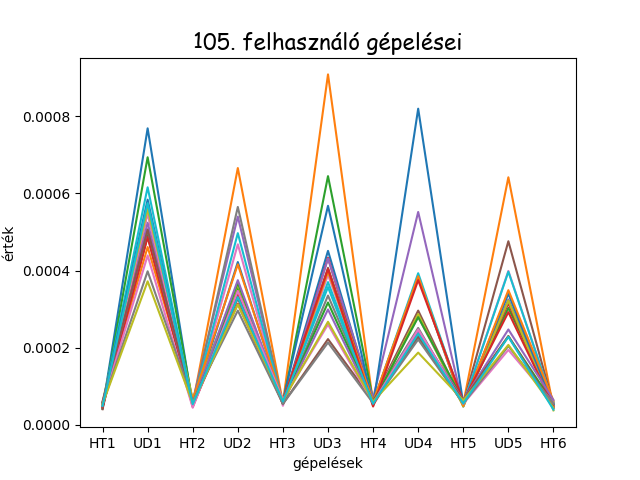 105. felhasználó gépelései
0.0008
0.0006
0.0004
0.0002
0.0000
érték
HT1 UD1 HT2 UD2 HT3 UD3 HT4 UD4 HT5 UD5 HT6
gépelések